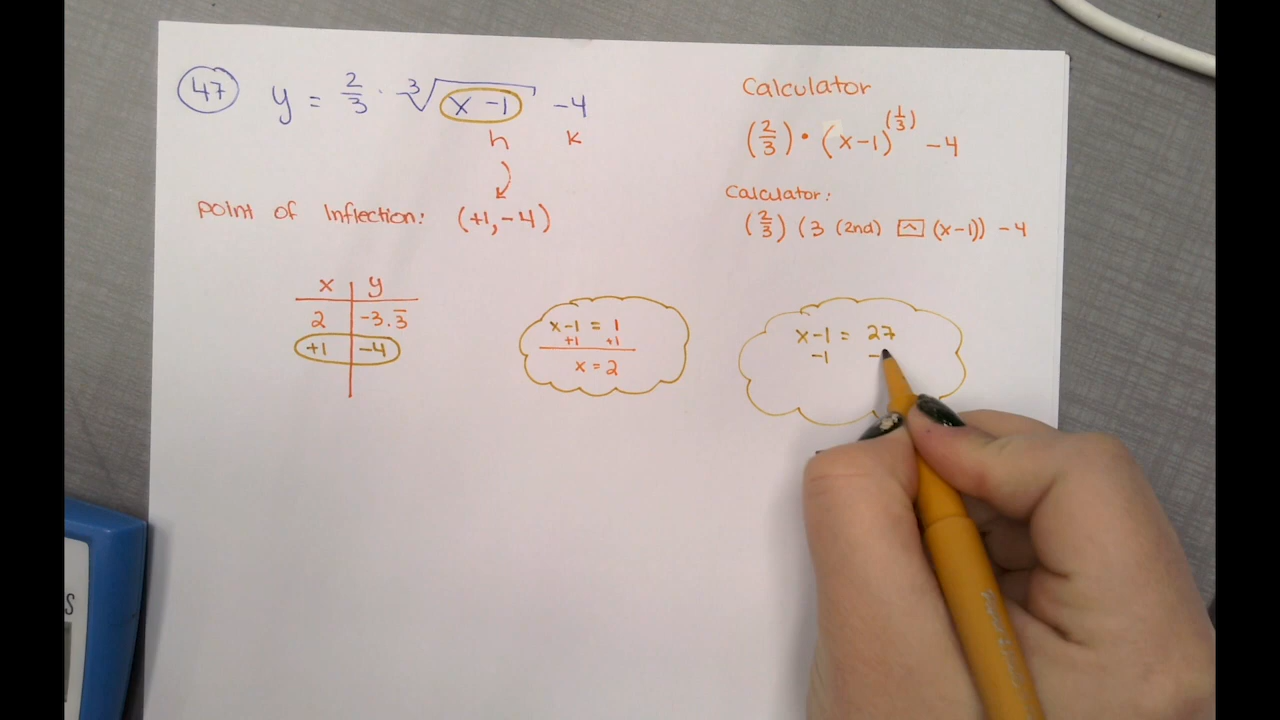 47 y = 2/3 · ∛(x -1) -4
h k
Point of Inflection: (+1, -4)
Calculator
(2/3) • (x-1)^(1/3) -4
Calculator:
(2/3) (3 (2nd) [^] (x-1)) -4
x y
2 -3.3̅
+1 -4
x-1 = 1
+1 +1
x = 2
x-1 = 27
-1 -
S